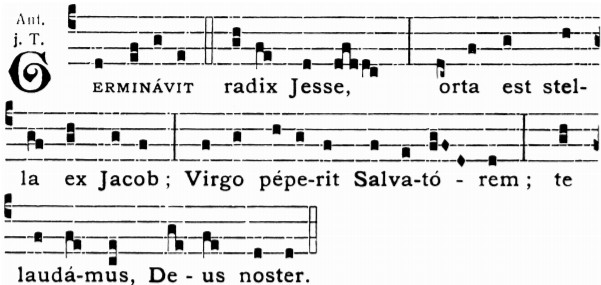 Ant.
j. T.
GERMINÁVIT radix Jesse, orta est stel-
la ex Jacob ; Virgo pépe-rit Salva-tó - rem ; te
laudá-mus, De - us noster.